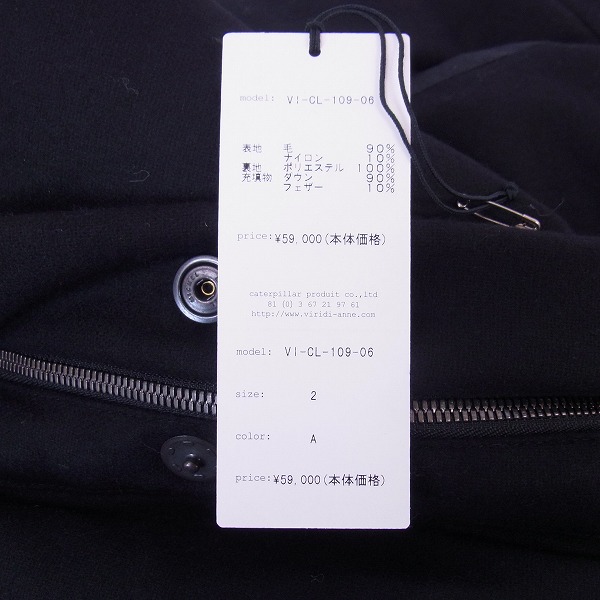 model: VI-CL-109-06
表地 毛 90%
ナイロン 10%
裏地 ポリエステル 100%
充填物 ダウン 90%
フェザー 10%
price:¥59,000(本体価格)
caterpillar produit co.,ltd
81 (0) 3 67 21 97 61
http://www.viridi-anne.com
model: VI-CL-109-06
size: 2
color: A
price:¥59,000(本体価格)